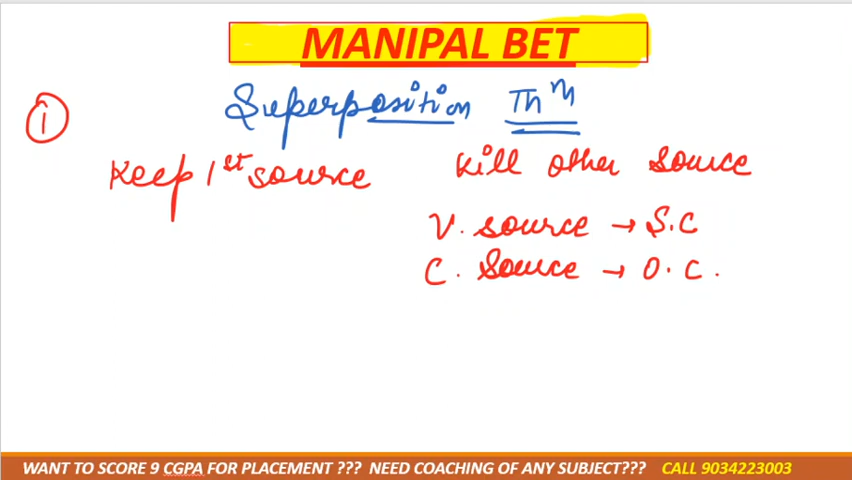 MANIPAL BET
1
Superposition Thm
Keep 1st source
Kill other source
V. source → S.C
C. Source → O.C.
WANT TO SCORE 9 CGPA FOR PLACEMENT ??? NEED COACHING OF ANY SUBJECT??? CALL 9034223003